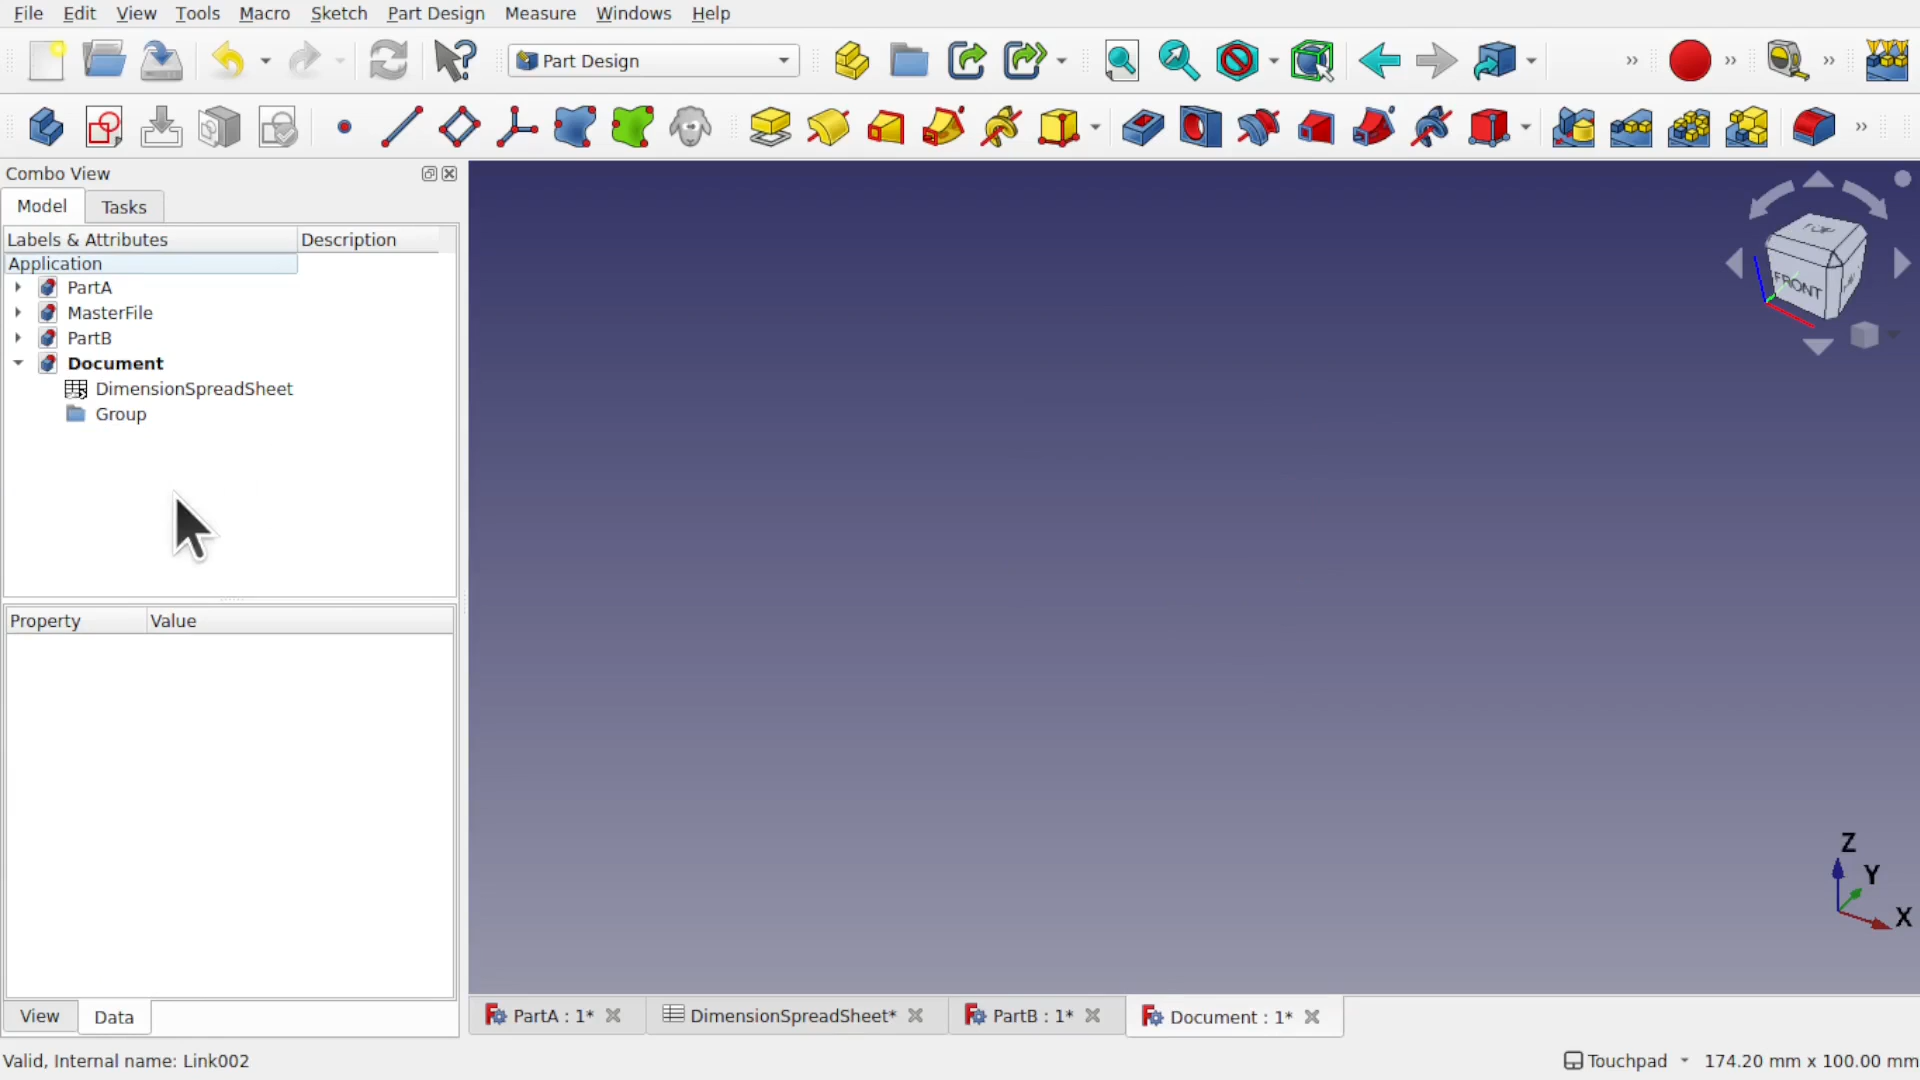 File Edit View Tools Macro Sketch Part Design Measure Windows Help
Part Design
Combo View
Model Tasks
Labels & Attributes Description
Application
PartA
MasterFile
PartB
Document
DimensionSpreadSheet
Group
Property Value
TOP
FRONT
Z
Y
X
View Data
PartA : 1* DimensionSpreadSheet* PartB : 1* Document : 1*
Valid, Internal name: Link002 Touchpad 174.20 mm x 100.00 mm